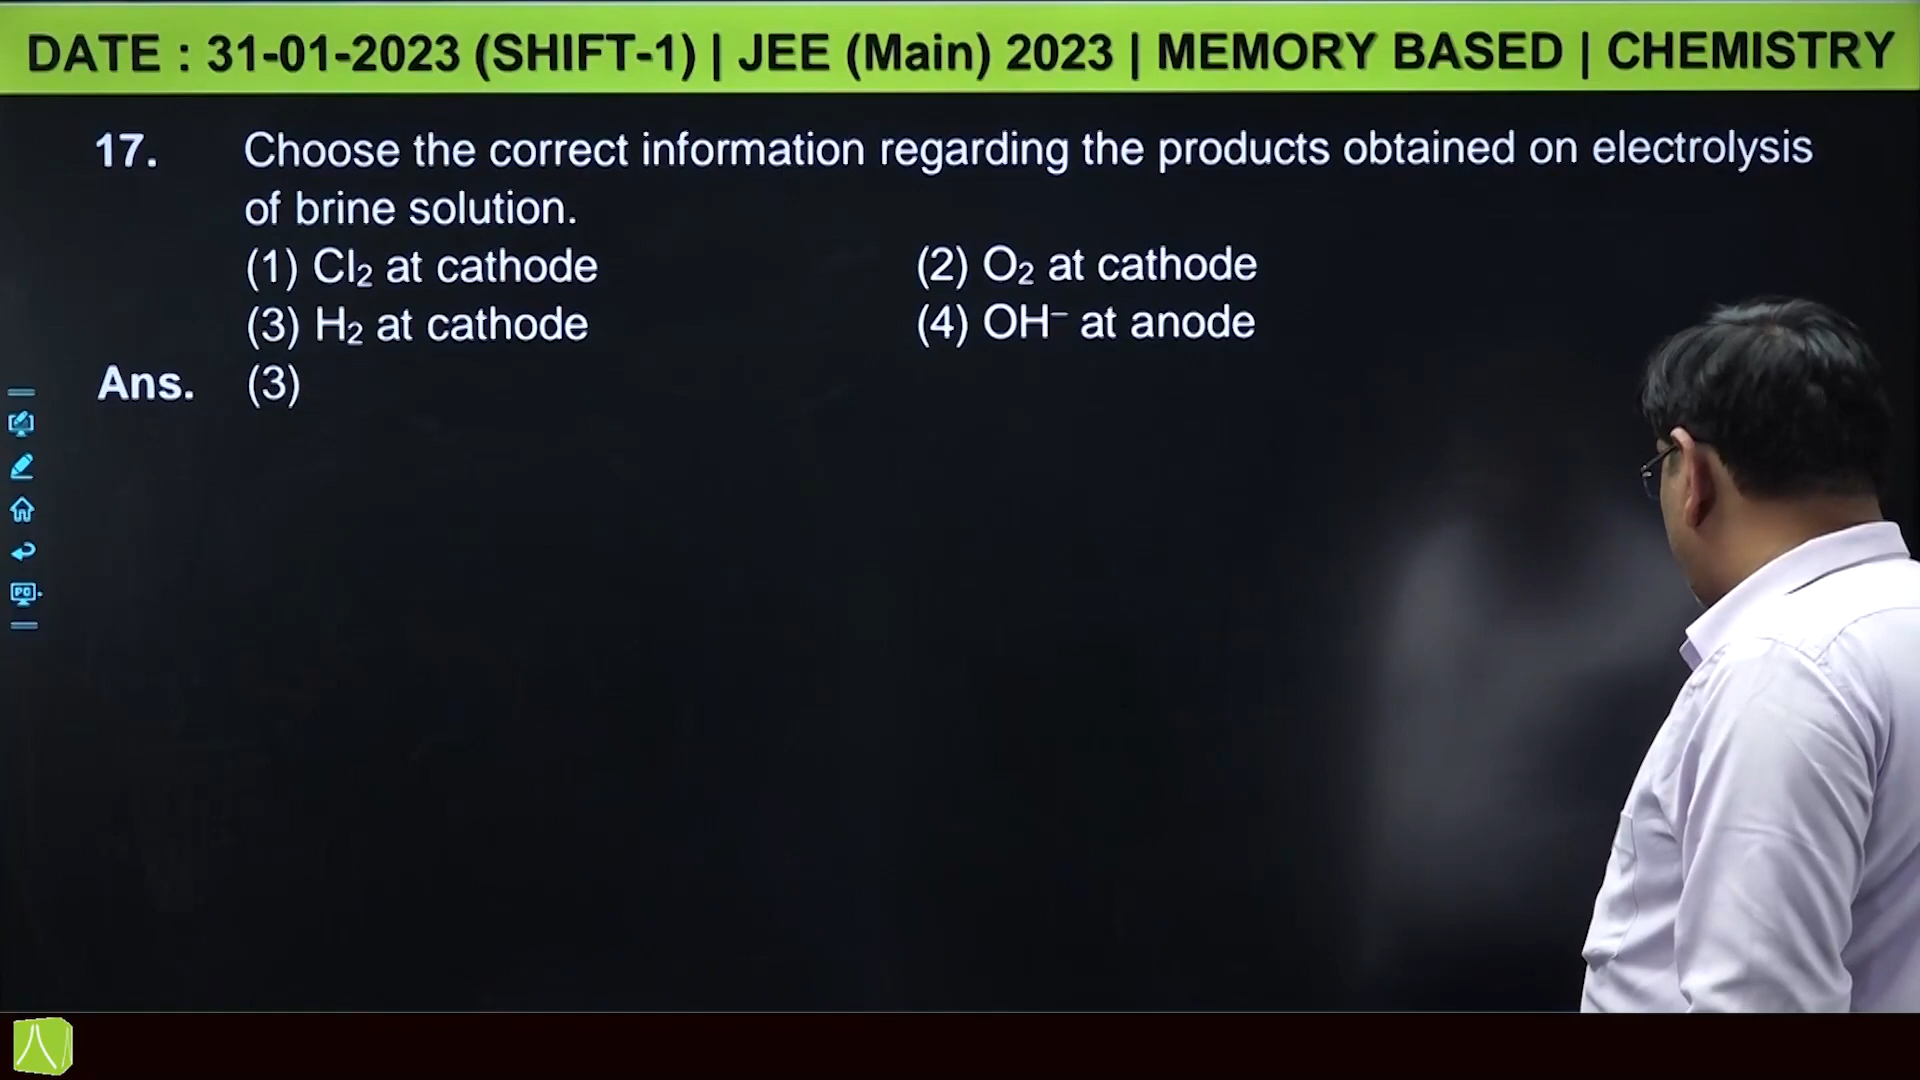 DATE : 31-01-2023 (SHIFT-1) | JEE (Main) 2023 | MEMORY BASED | CHEMISTRY
17. Choose the correct information regarding the products obtained on electrolysis
of brine solution.
(1) Cl₂ at cathode (2) O₂ at cathode
(3) H₂ at cathode (4) OH⁻ at anode
Ans. (3)
PC